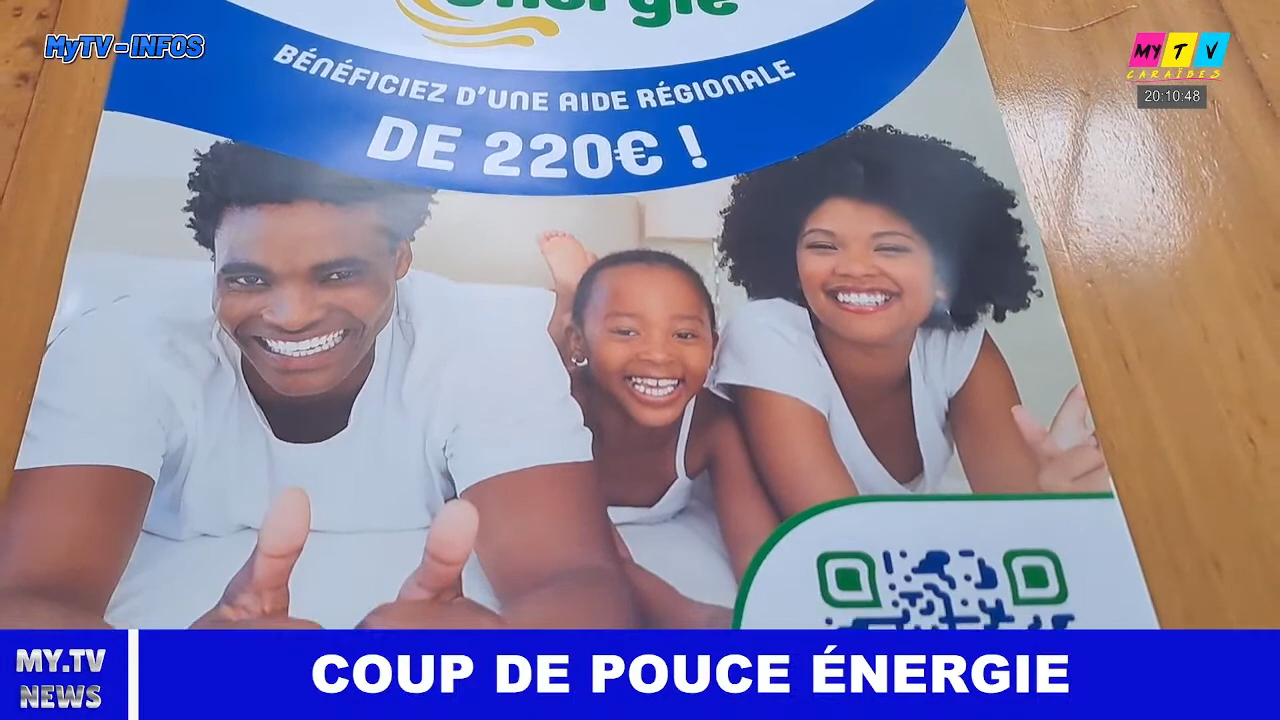 MyTV - INFOS
MY T V
CARAÏBES
20:10:48
énergie
BÉNÉFICIEZ D'UNE AIDE RÉGIONALE
DE 220€ !
MY.TV
NEWS
COUP DE POUCE ÉNERGIE